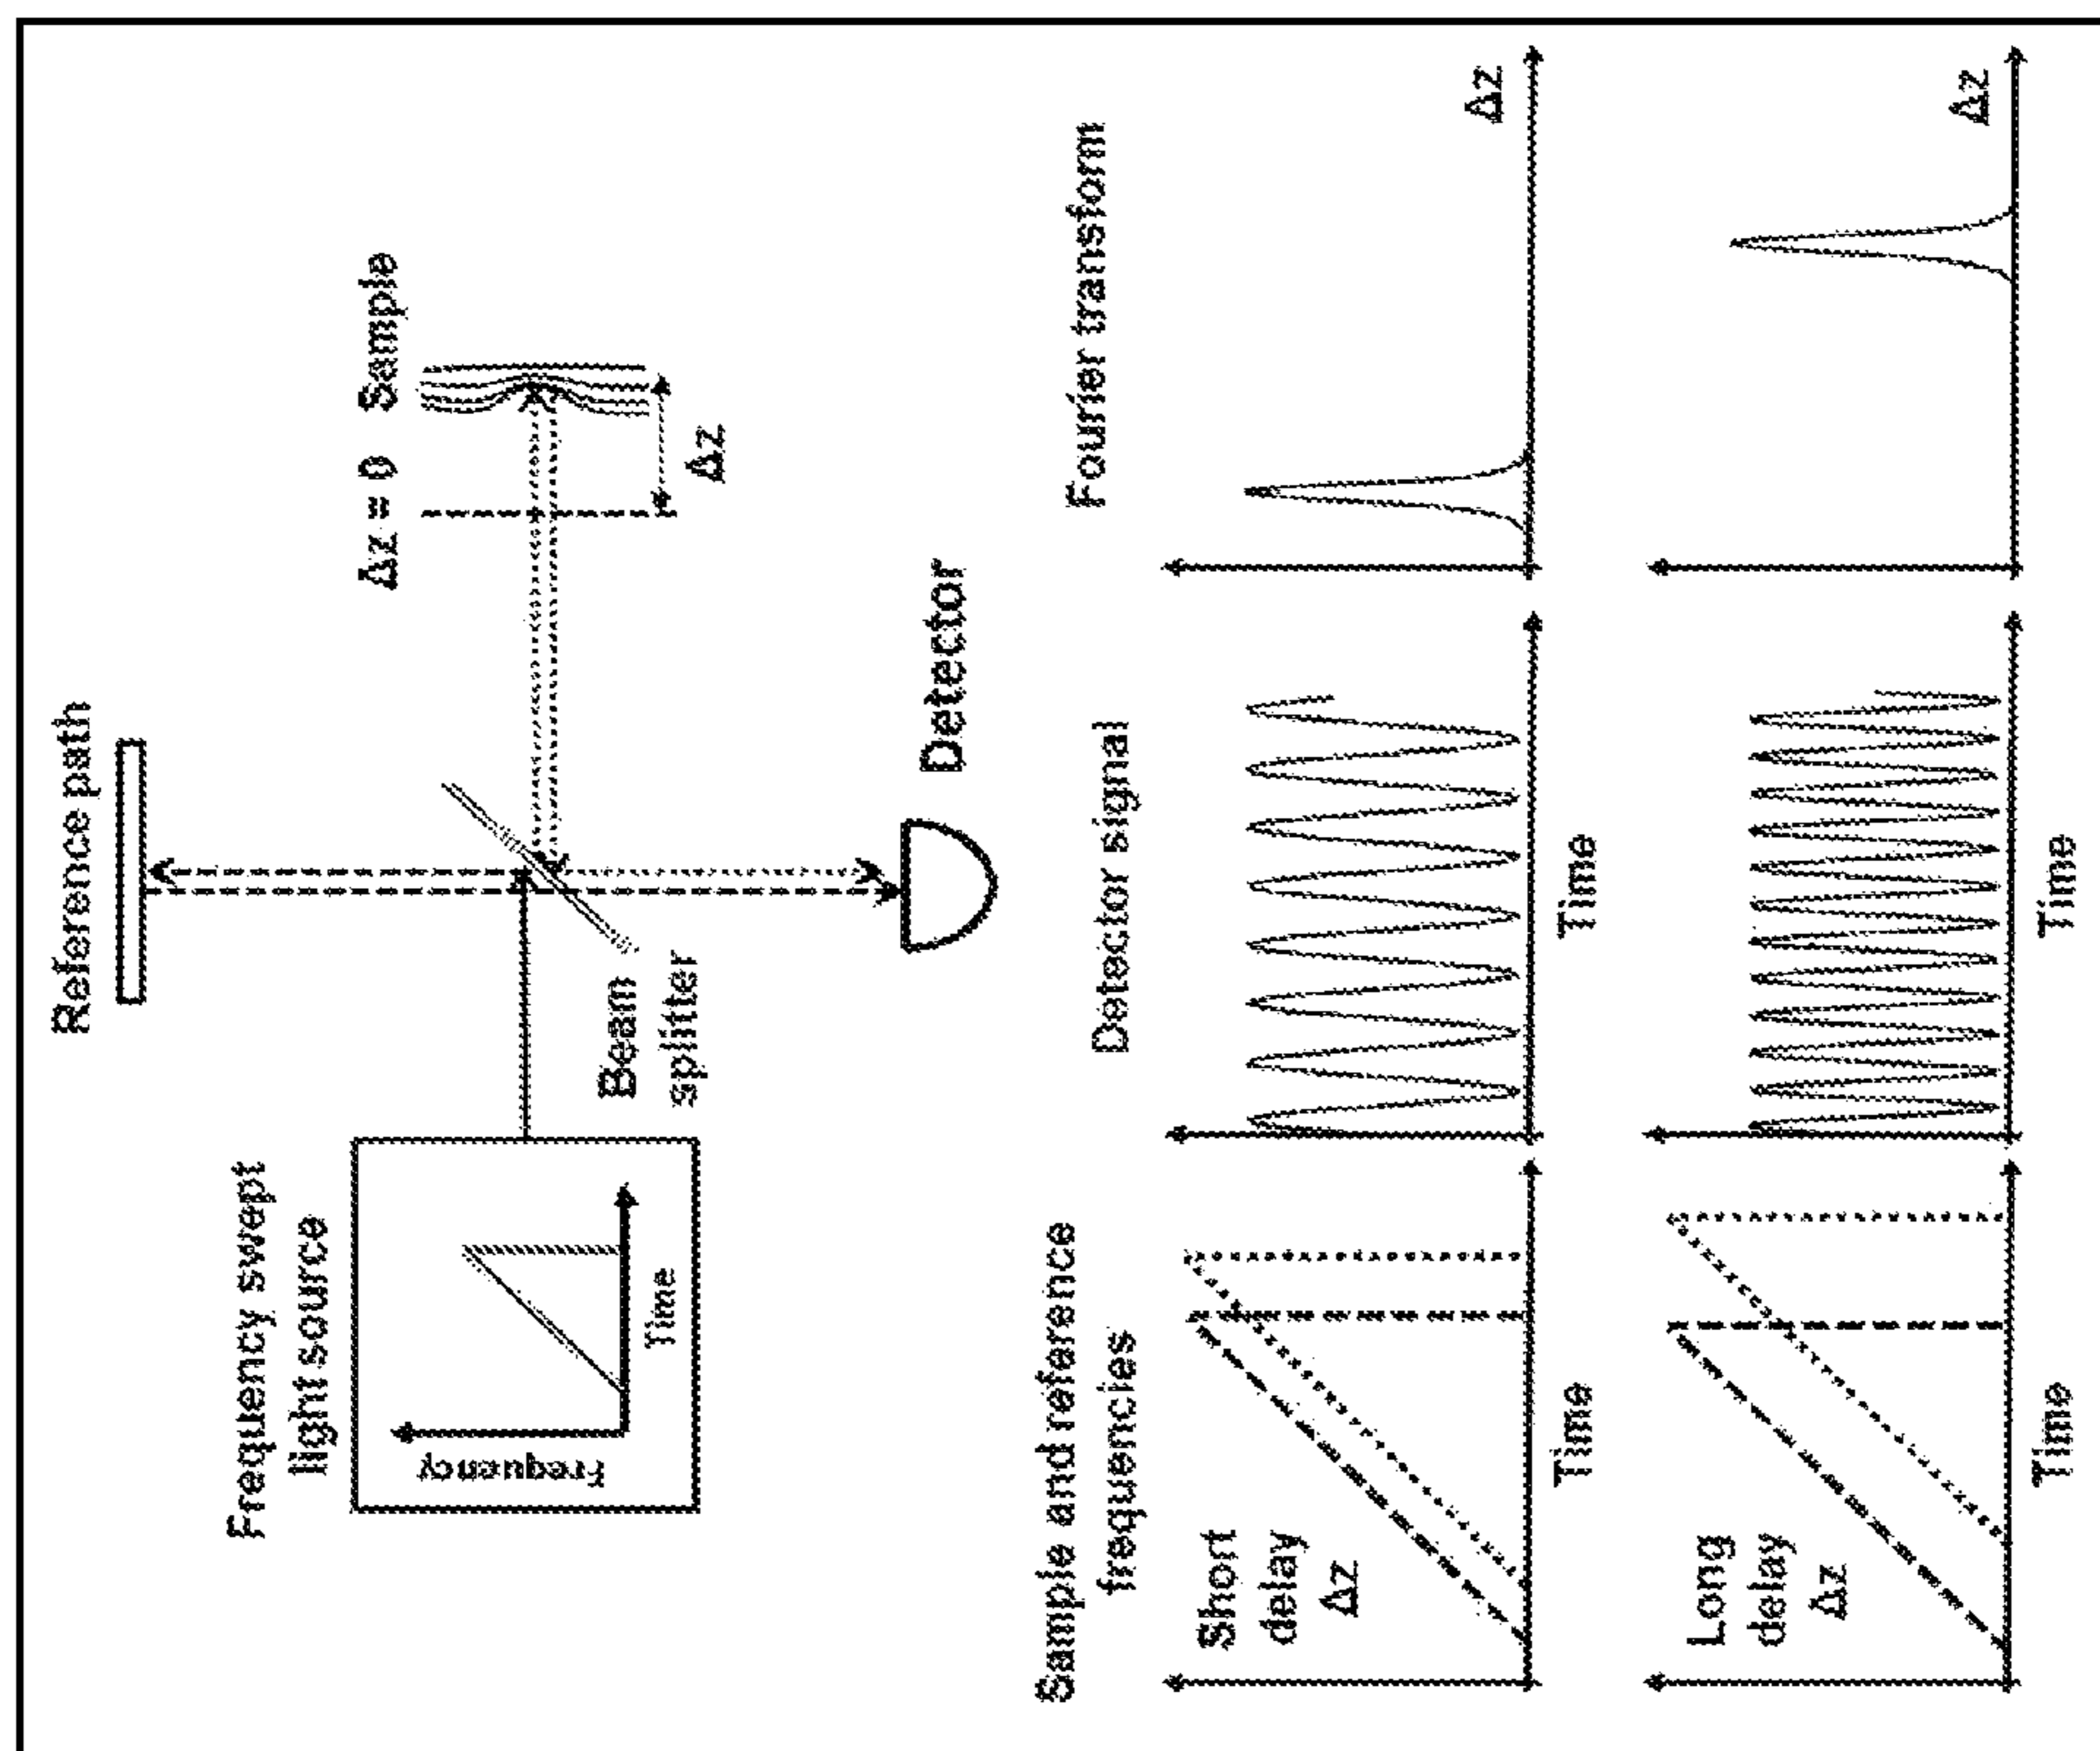 Reference path
Frequency swept
light source
Frequency
Time
Beam
splitter
Δz = 0
Sample
Δz
Detector
Sample and reference
frequencies
Detector signal
Fourier transform
Short
delay
Δz
Time
Time
Δz
Long
delay
Δz
Time
Time
Δz